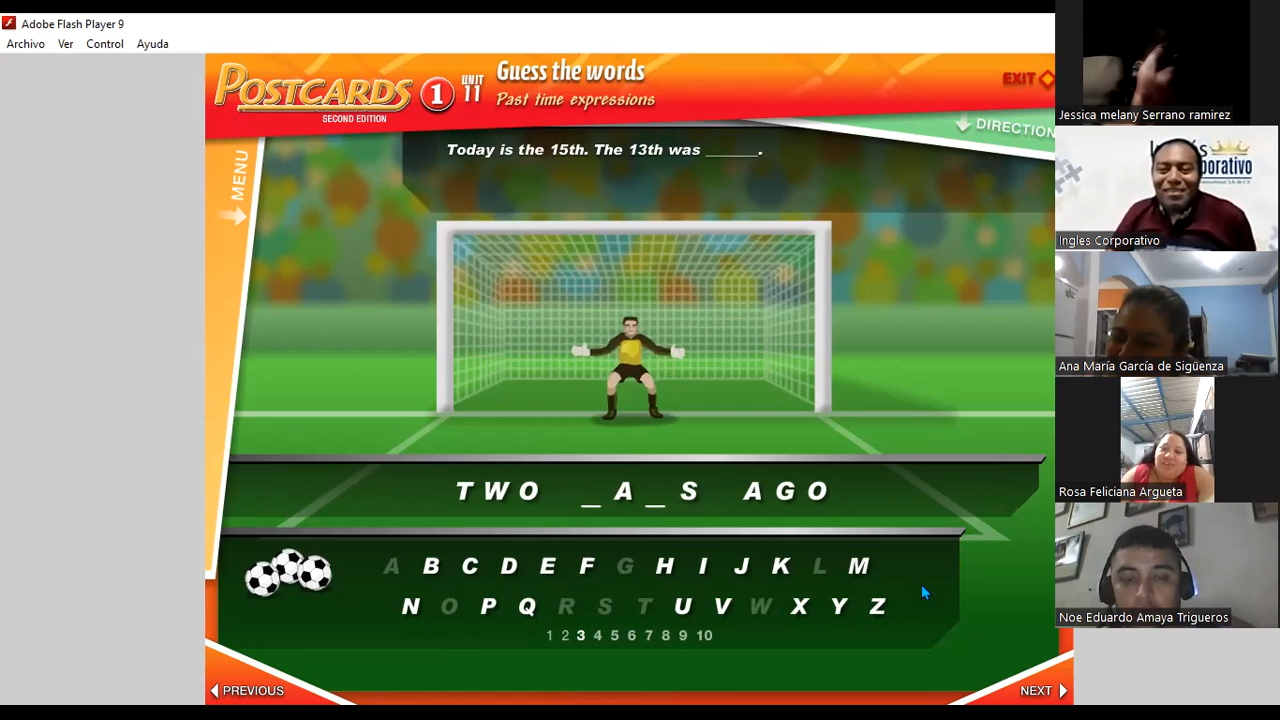 Adobe Flash Player 9
Archivo Ver Control Ayuda
POSTCARDS 1 UNIT 11
SECOND EDITION
Guess the words
Past time expressions
EXIT
DIRECTION
MENU
Today is the 15th. The 13th was ______.
TWO _A_S AGO
A B C D E F G H I J K L M
N O P Q R S T U V W X Y Z
1 2 3 4 5 6 7 8 9 10
PREVIOUS
NEXT
Jessica melany Serrano ramirez
Ingles Corporativo
Ana María García de Sigüenza
Rosa Feliciana Argueta
Noe Eduardo Amaya Trigueros